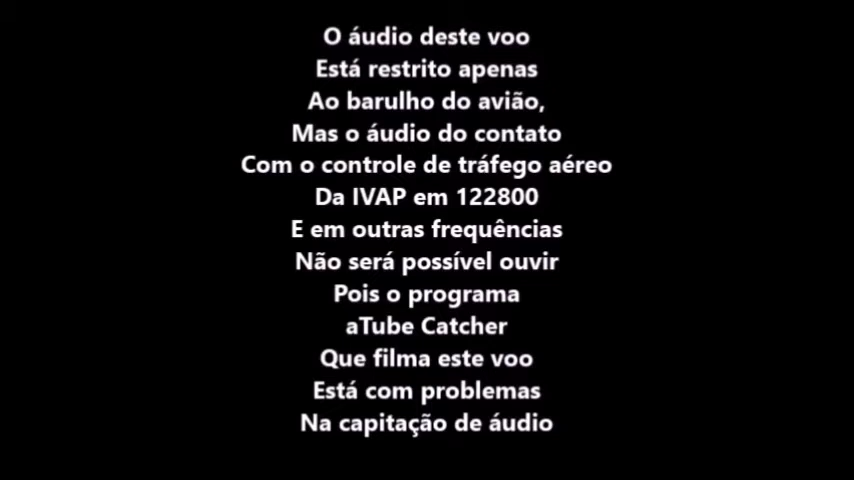 O áudio deste voo
Está restrito apenas
Ao barulho do avião,
Mas o áudio do contato
Com o controle de tráfego aéreo
Da IVAP em 122800
E em outras frequências
Não será possível ouvir
Pois o programa
aTube Catcher
Que filma este voo
Está com problemas
Na capitação de áudio